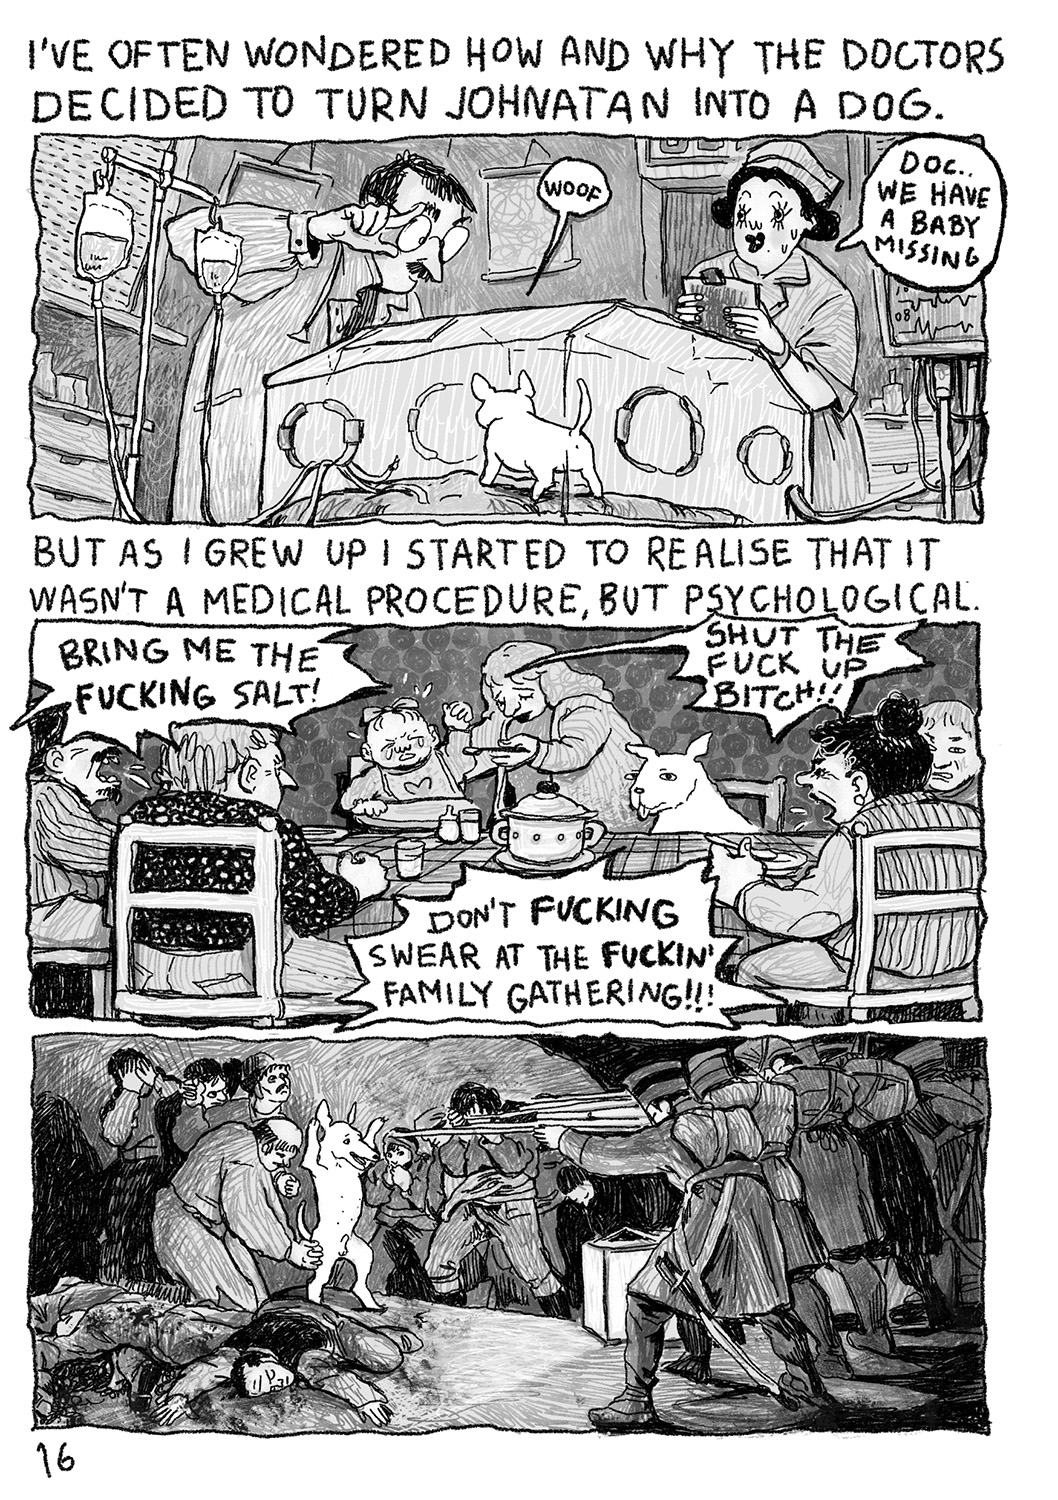 I'VE OFTEN WONDERED HOW AND WHY THE DOCTORS
DECIDED TO TURN JOHNATAN INTO A DOG.
WOOF
DOC..
WE HAVE
A BABY
MISSING
08
BUT AS I GREW UP I STARTED TO REALISE THAT IT
WASN'T A MEDICAL PROCEDURE, BUT PSYCHOLOGICAL.
BRING ME THE
FUCKING SALT!
SHUT THE
FUCK UP
BITCH!!
DON'T FUCKING
SWEAR AT THE FUCKIN'
FAMILY GATHERING!!!
16